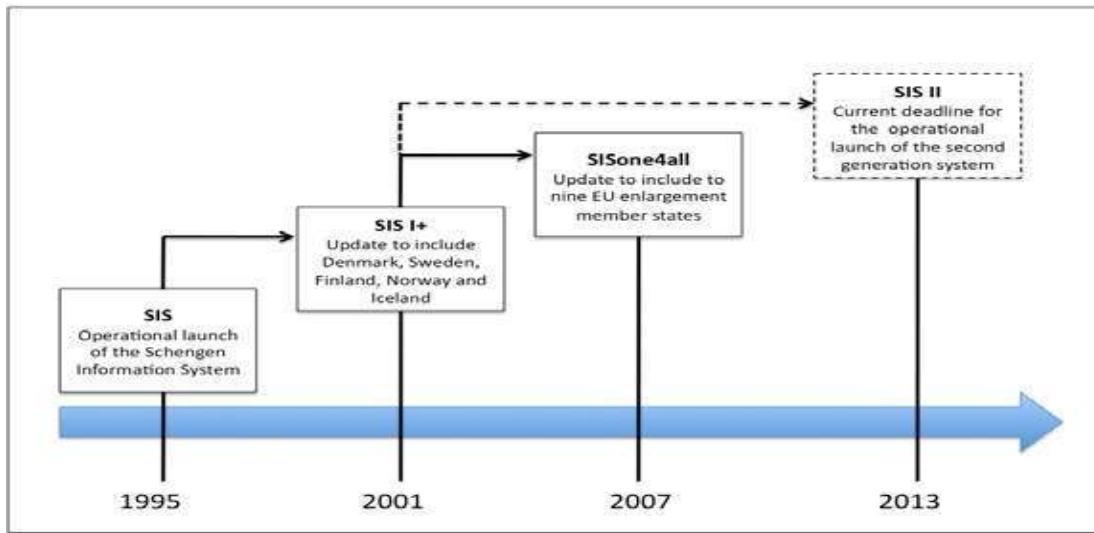 SIS II
Current deadline for
the operational
launch of the second
generation system
SISone4all
Update to include to
nine EU enlargement
member states
SIS I+
Update to include
Denmark, Sweden,
Finland, Norway and
Iceland
SIS
Operational launch
of the Schengen
Information System
1995
2001
2007
2013